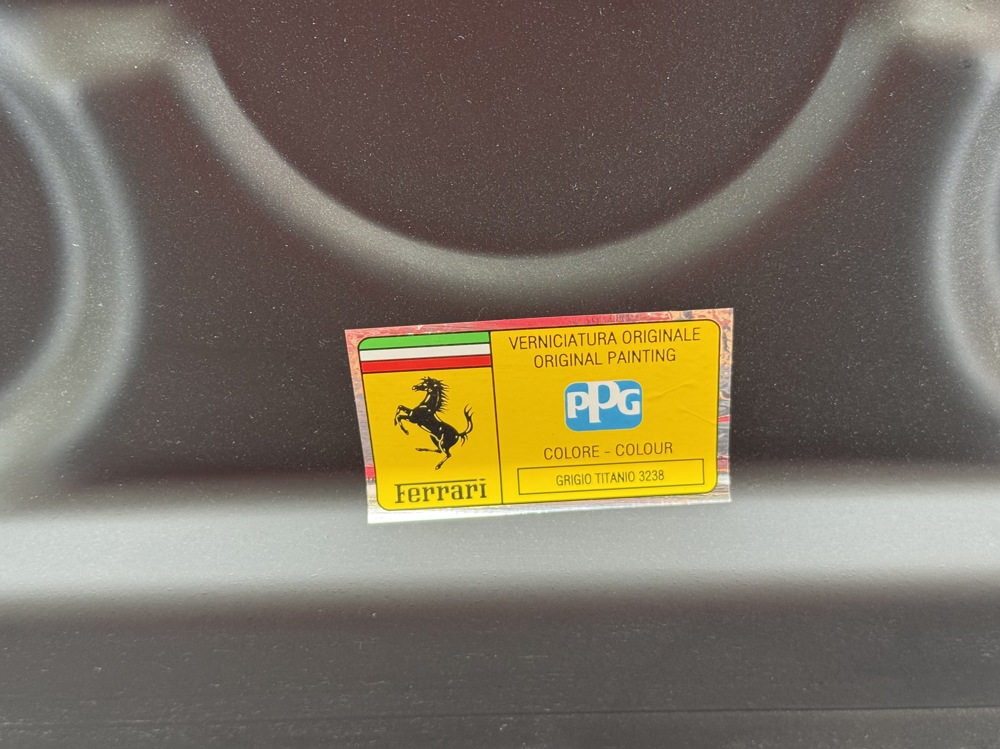 VERNICIATURA ORIGINALE
ORIGINAL PAINTING
PPG
COLORE - COLOUR
GRIGIO TITANIO 3238
Ferrari